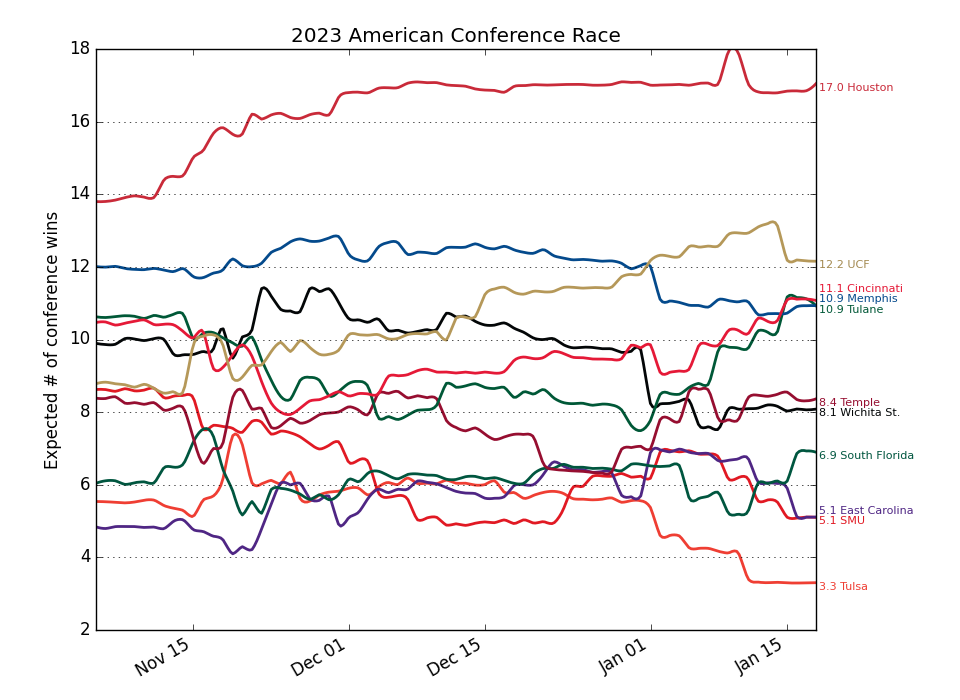 2023 American Conference Race
Expected # of conference wins
18
16
14
12
10
8
6
4
2
Nov 15
Dec 01
Dec 15
Jan 01
Jan 15
17.0 Houston
12.2 UCF
11.1 Cincinnati
10.9 Memphis
10.9 Tulane
8.4 Temple
8.1 Wichita St.
6.9 South Florida
5.1 East Carolina
5.1 SMU
3.3 Tulsa